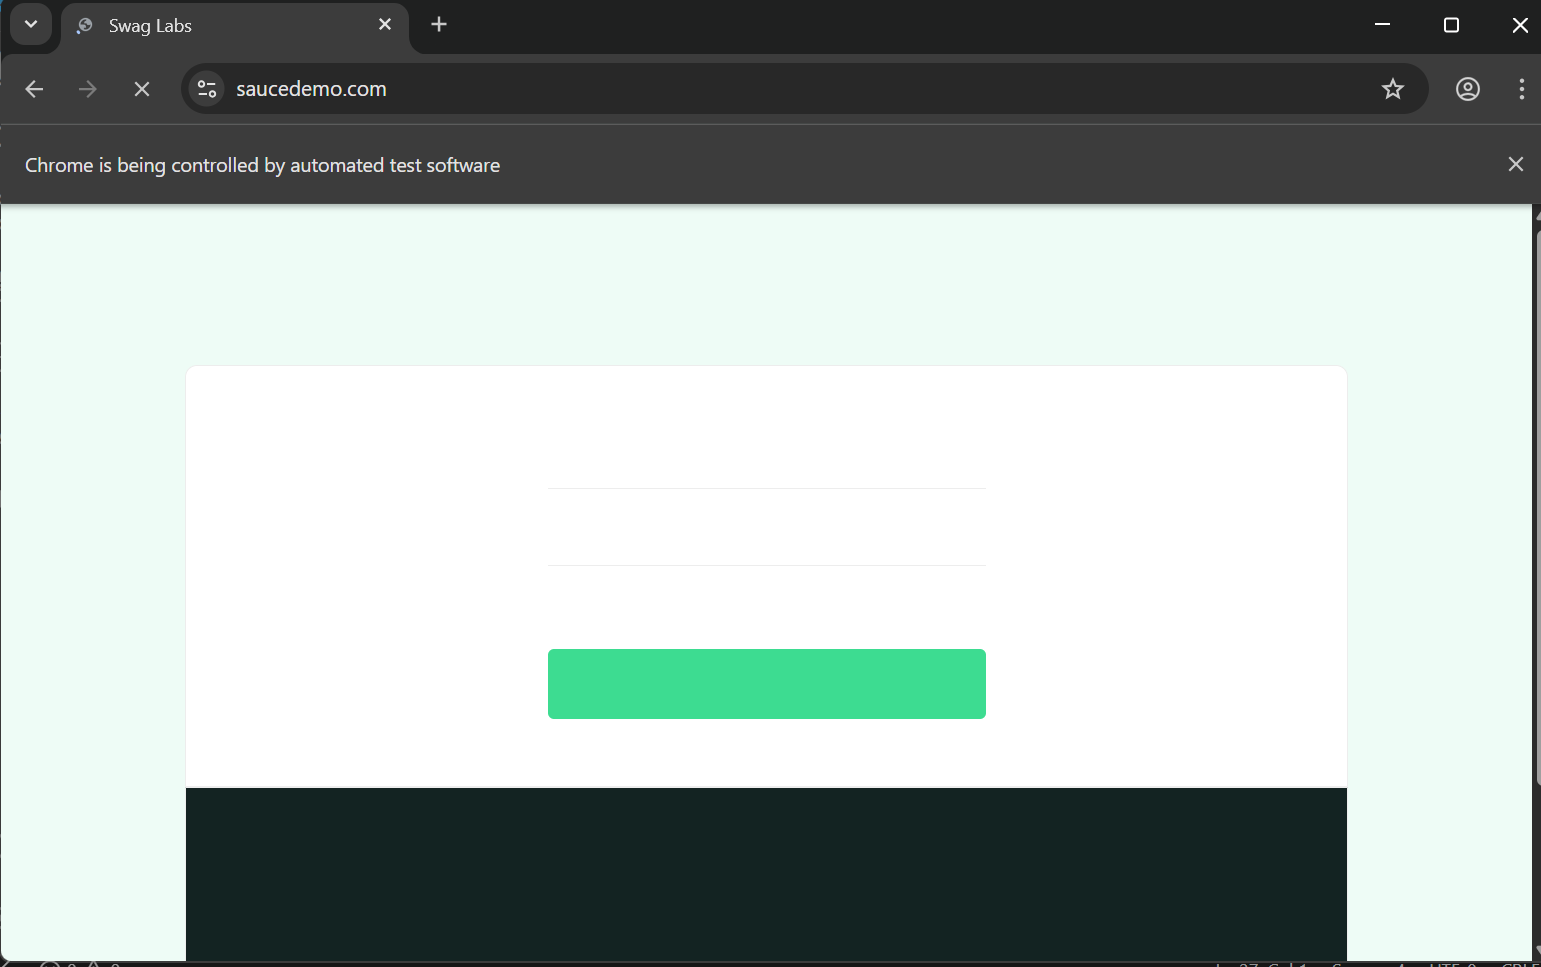 Swag Labs
saucedemo.com
Chrome is being controlled by automated test software